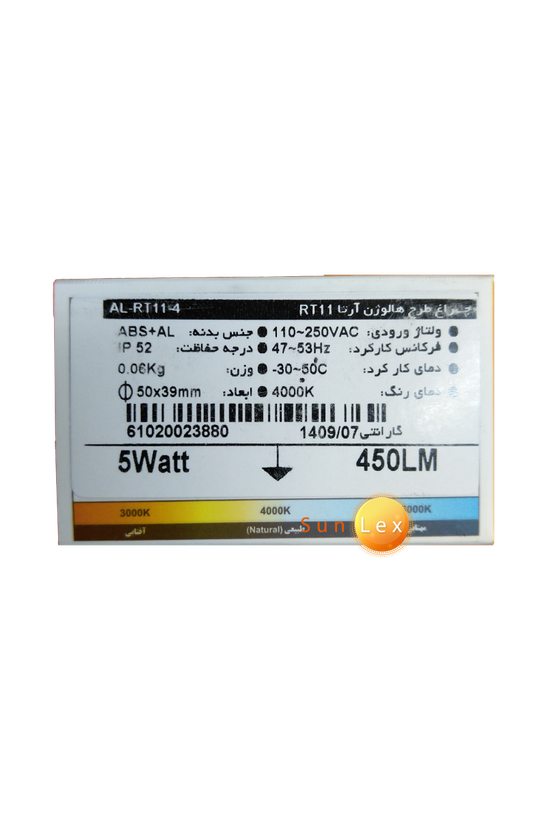 چراغ طرح هالوژن آرتا RT11 AL-RT11-4
● ولتاژ ورودی: 110~250VAC ● جنس بدنه: ABS+AL
● فرکانس کارکرد: 47~53Hz ● درجه حفاظت: IP 52
● دمای کار کرد: -30~50C ● وزن: 0.06Kg
● دمای رنگ: 4000K ● ابعاد: 50x39mm
61020023880 گارانتی 1409/07
5Watt 450LM
3000K 4000K
آفتابی طبیعی (Natural) مهتابی
Sun Lex